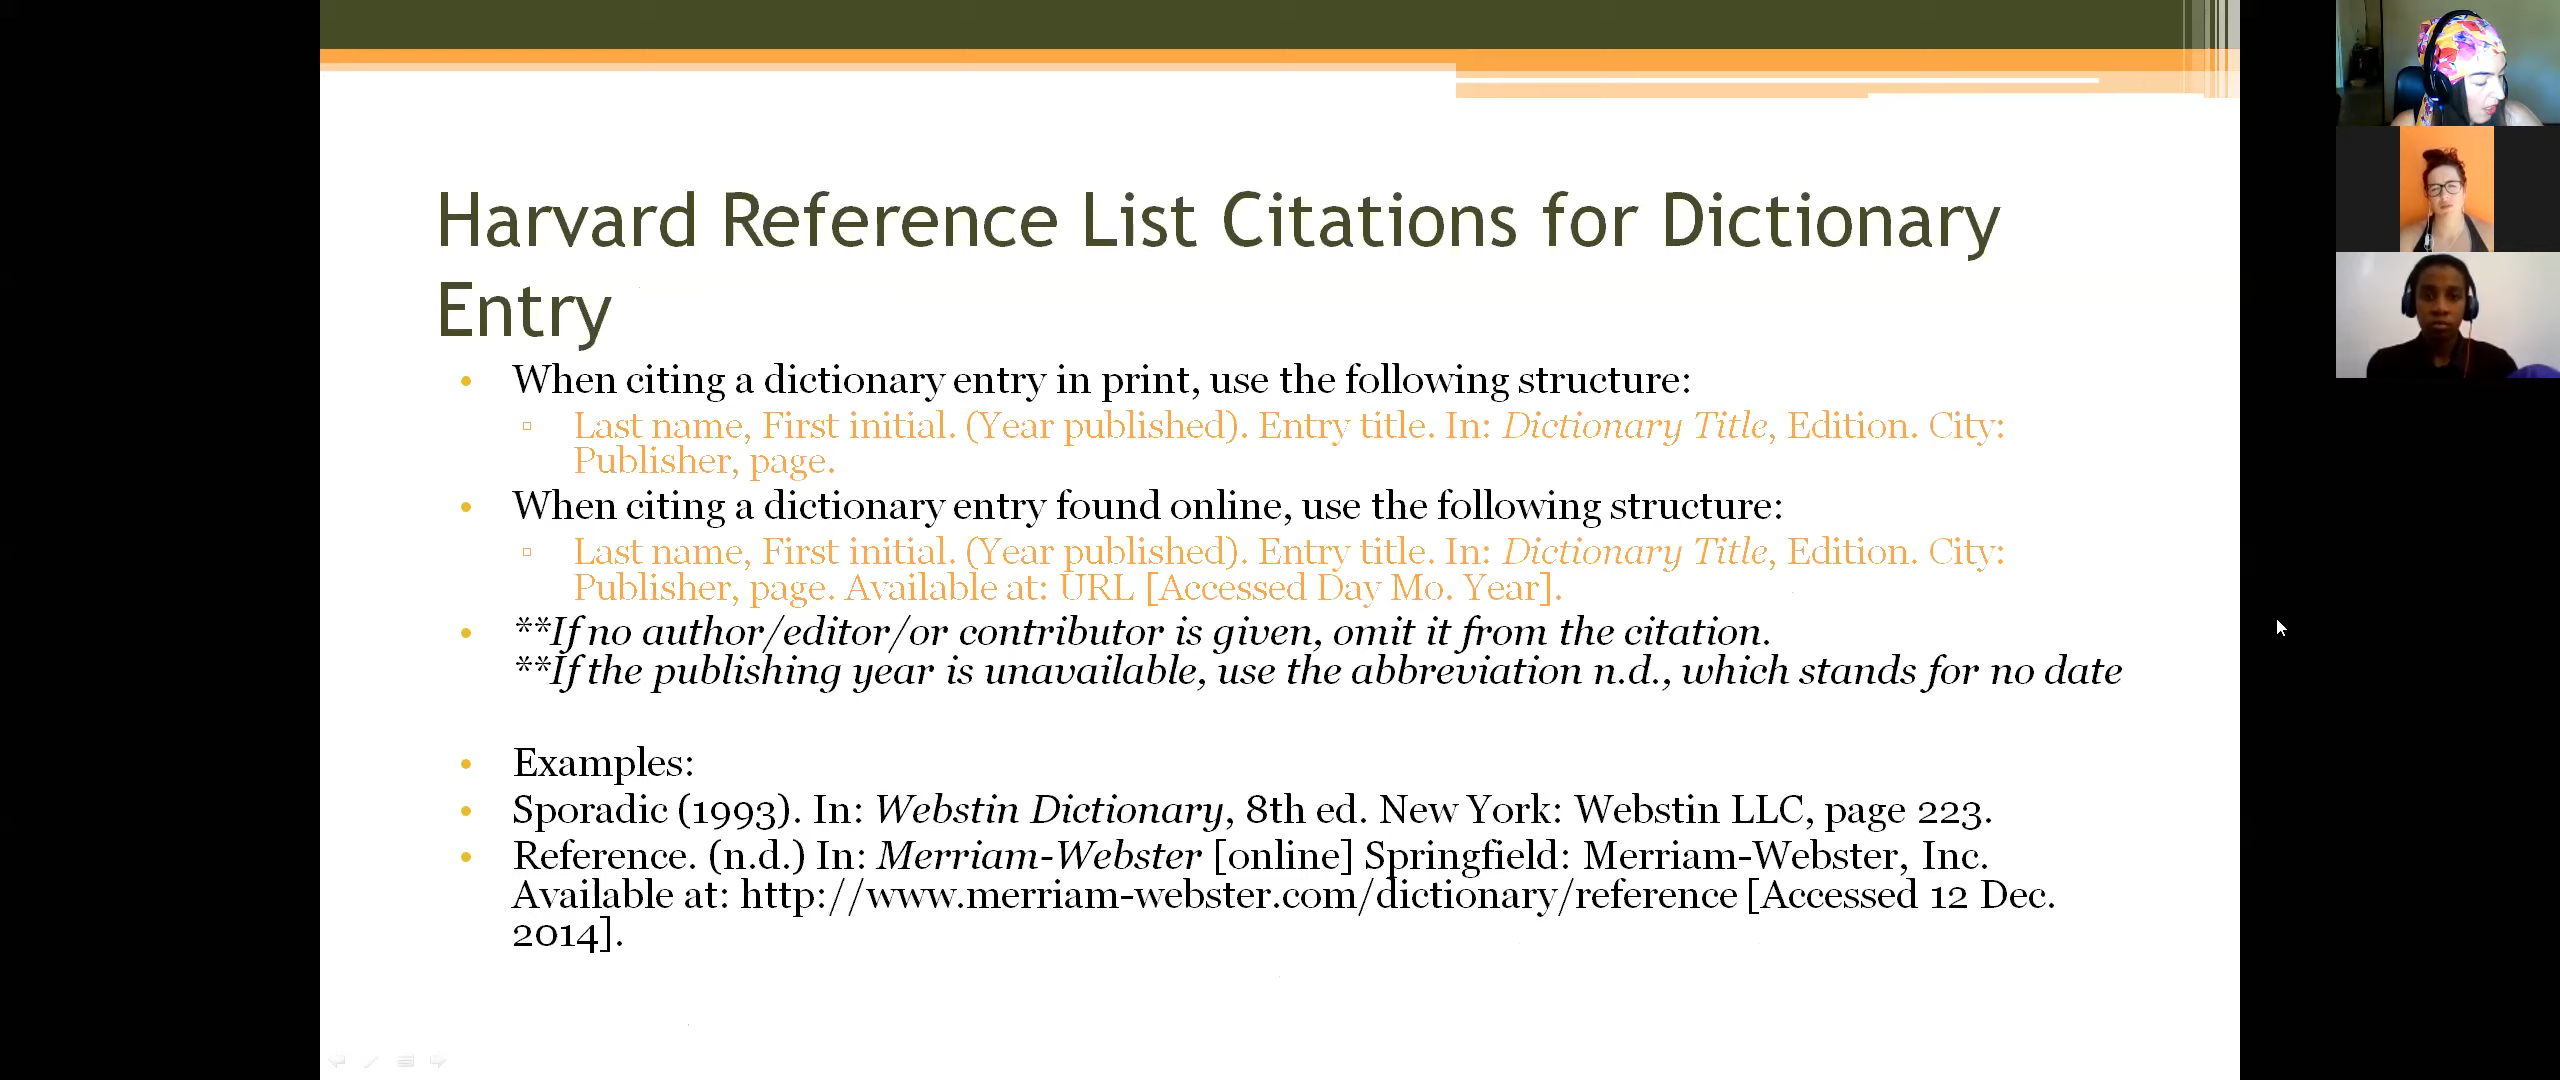 Harvard Reference List Citations for Dictionary
Entry
• When citing a dictionary entry in print, use the following structure:
▫ Last name, First initial. (Year published). Entry title. In: Dictionary Title, Edition. City:
Publisher, page.
• When citing a dictionary entry found online, use the following structure:
▫ Last name, First initial. (Year published). Entry title. In: Dictionary Title, Edition. City:
Publisher, page. Available at: URL [Accessed Day Mo. Year].
• **If no author/editor/or contributor is given, omit it from the citation.
**If the publishing year is unavailable, use the abbreviation n.d., which stands for no date
• Examples:
• Sporadic (1993). In: Webstin Dictionary, 8th ed. New York: Webstin LLC, page 223.
• Reference. (n.d.) In: Merriam-Webster [online] Springfield: Merriam-Webster, Inc.
Available at: http://www.merriam-webster.com/dictionary/reference [Accessed 12 Dec.
2014].